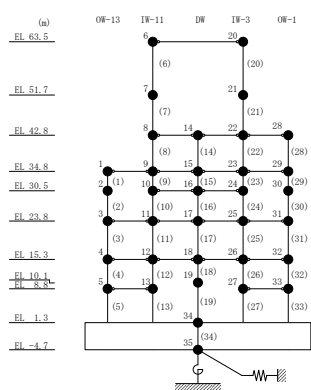 (m) OW-13 IW-11 DW IW-3 OW-1
EL 63.5 6 20
(6) (20)
EL 51.7 7 21
(7) (21)
EL 42.8 8 14 22 28
(8) (14) (22) (28)
EL 34.8 1 9 15 23 29
(1) (9) (15) (23) (29)
EL 30.5 2 10 16 24 30
(2) (10) (16) (24) (30)
EL 23.8 3 11 17 25 31
(3) (11) (17) (25) (31)
EL 15.3 4 12 18 26 32
(4) (12) (18) (26) (32)
EL 10.1 19
EL 8.8 5 13 27 33
(5) (13) (19) (27) (33)
EL 1.3 34
(34)
EL -4.7 35